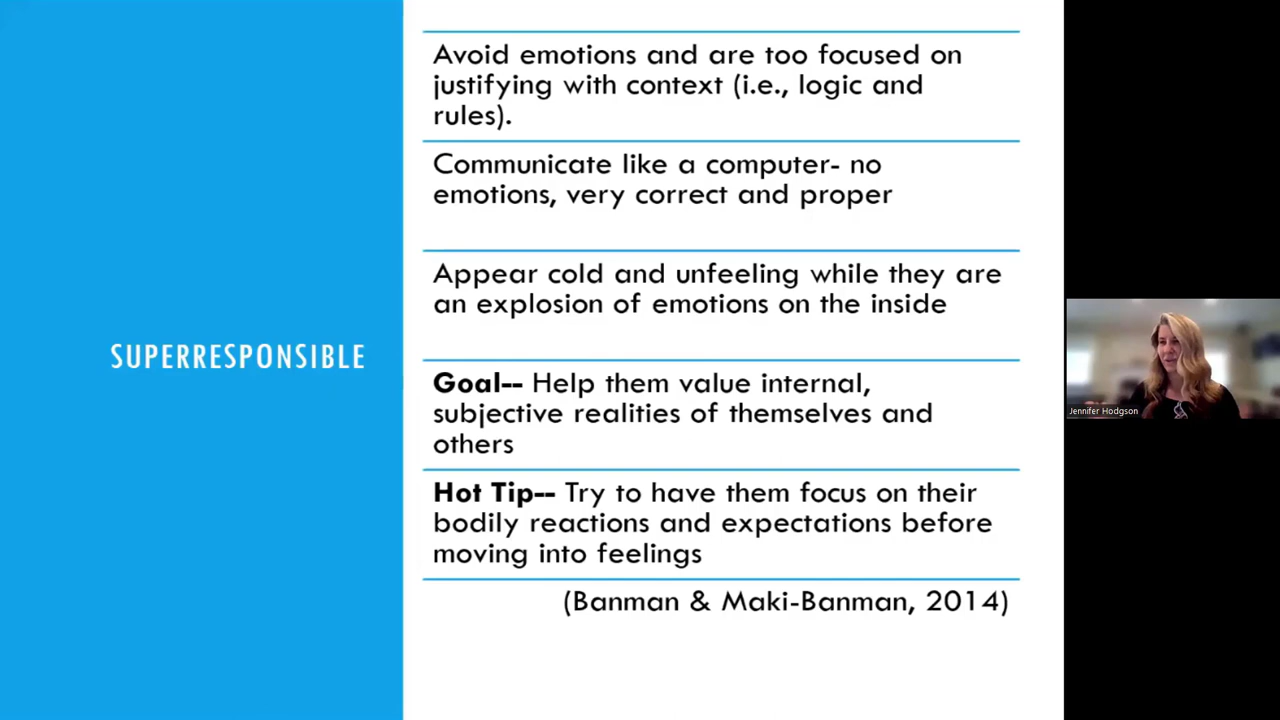 SUPERRESPONSIBLE
Avoid emotions and are too focused on
justifying with context (i.e., logic and
rules).
Communicate like a computer- no
emotions, very correct and proper
Appear cold and unfeeling while they are
an explosion of emotions on the inside
Goal-- Help them value internal,
subjective realities of themselves and
others
Hot Tip-- Try to have them focus on their
bodily reactions and expectations before
moving into feelings
(Banman & Maki-Banman, 2014)
Jennifer Hodgson